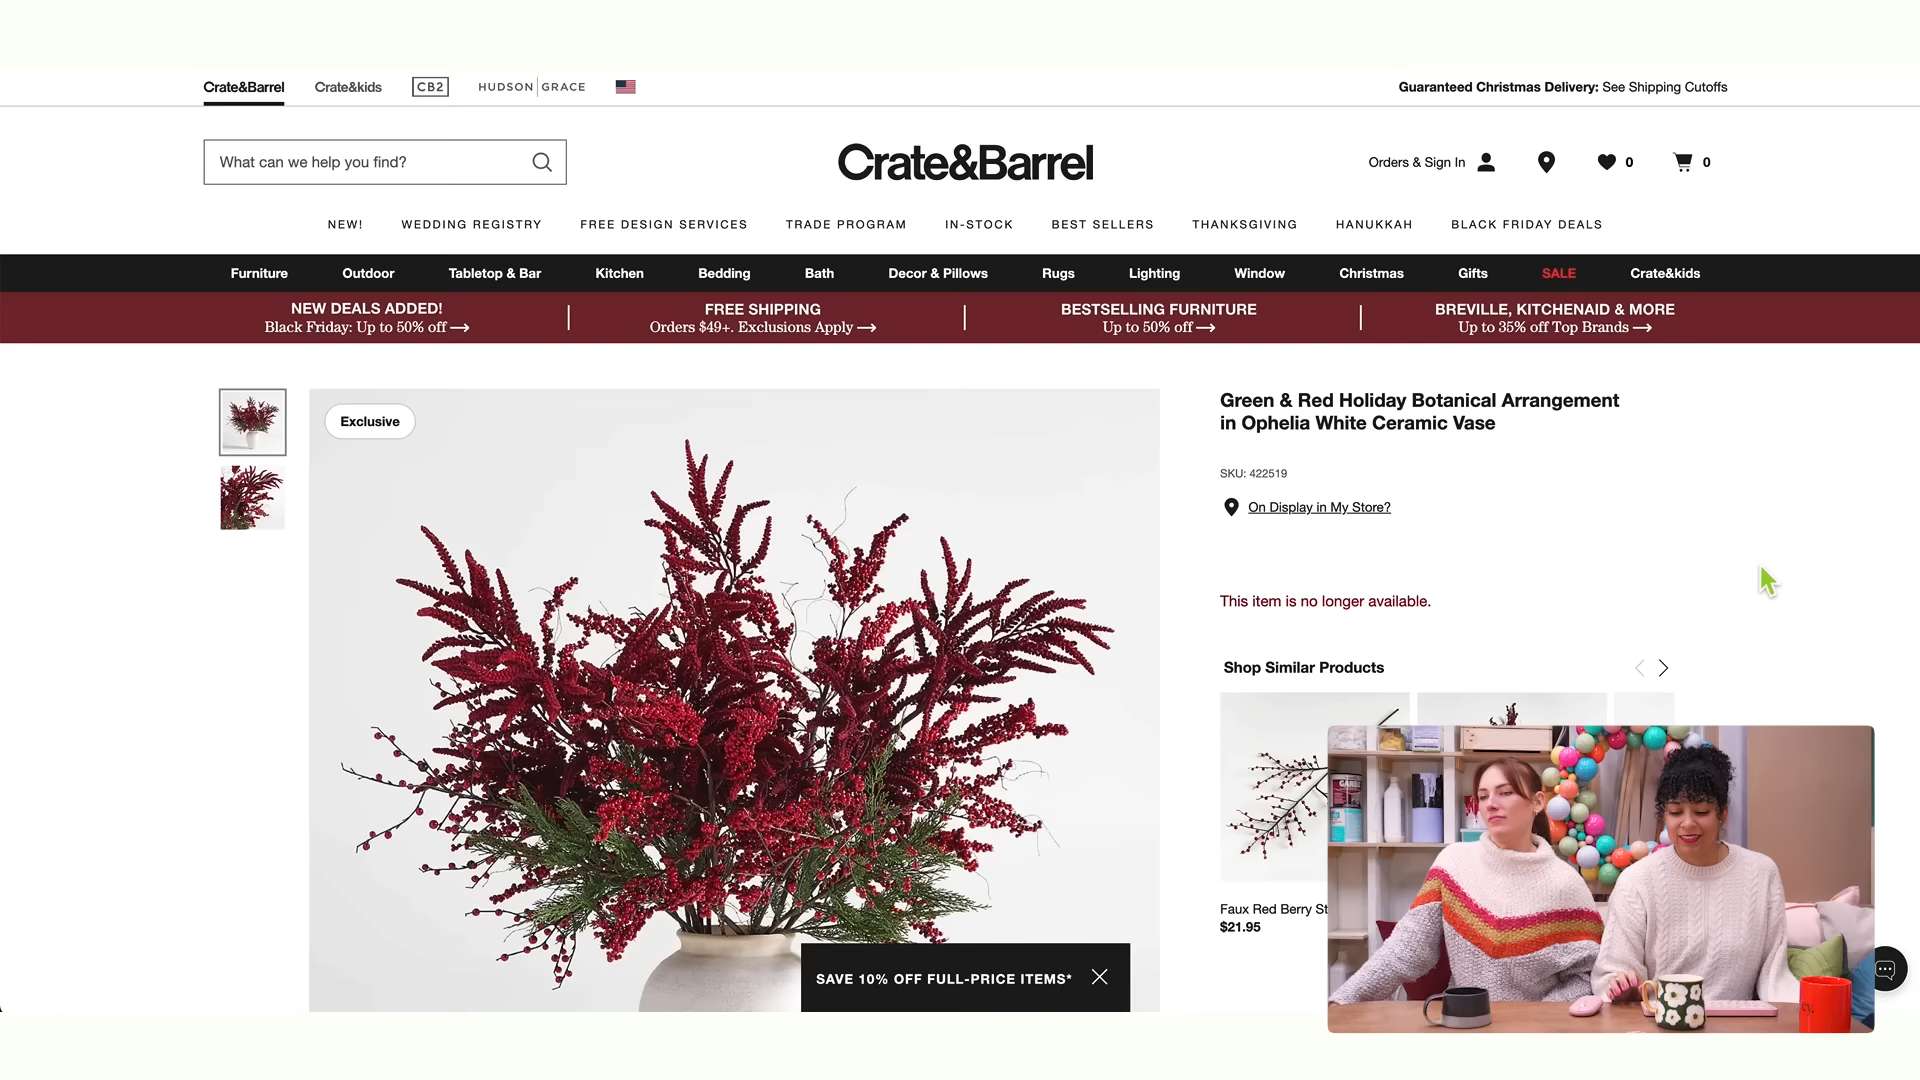 Crate&Barrel
Crate&kids
CB2
HUDSON GRACE
Guaranteed Christmas Delivery: See Shipping Cutoffs
What can we help you find?
Crate&Barrel
Orders & Sign In
0
0
NEW!
WEDDING REGISTRY
FREE DESIGN SERVICES
TRADE PROGRAM
IN-STOCK
BEST SELLERS
THANKSGIVING
HANUKKAH
BLACK FRIDAY DEALS
Furniture
Outdoor
Tabletop & Bar
Kitchen
Bedding
Bath
Decor & Pillows
Rugs
Lighting
Window
Christmas
Gifts
SALE
Crate&kids
NEW DEALS ADDED!
Black Friday: Up to 50% off
FREE SHIPPING
Orders $49+. Exclusions Apply
BESTSELLING FURNITURE
Up to 50% off
BREVILLE, KITCHENAID & MORE
Up to 35% off Top Brands
Exclusive
Green & Red Holiday Botanical Arrangement
in Ophelia White Ceramic Vase
SKU: 422519
On Display in My Store?
This item is no longer available.
Shop Similar Products
Faux Red Berry St
$21.95
SAVE 10% OFF FULL-PRICE ITEMS*